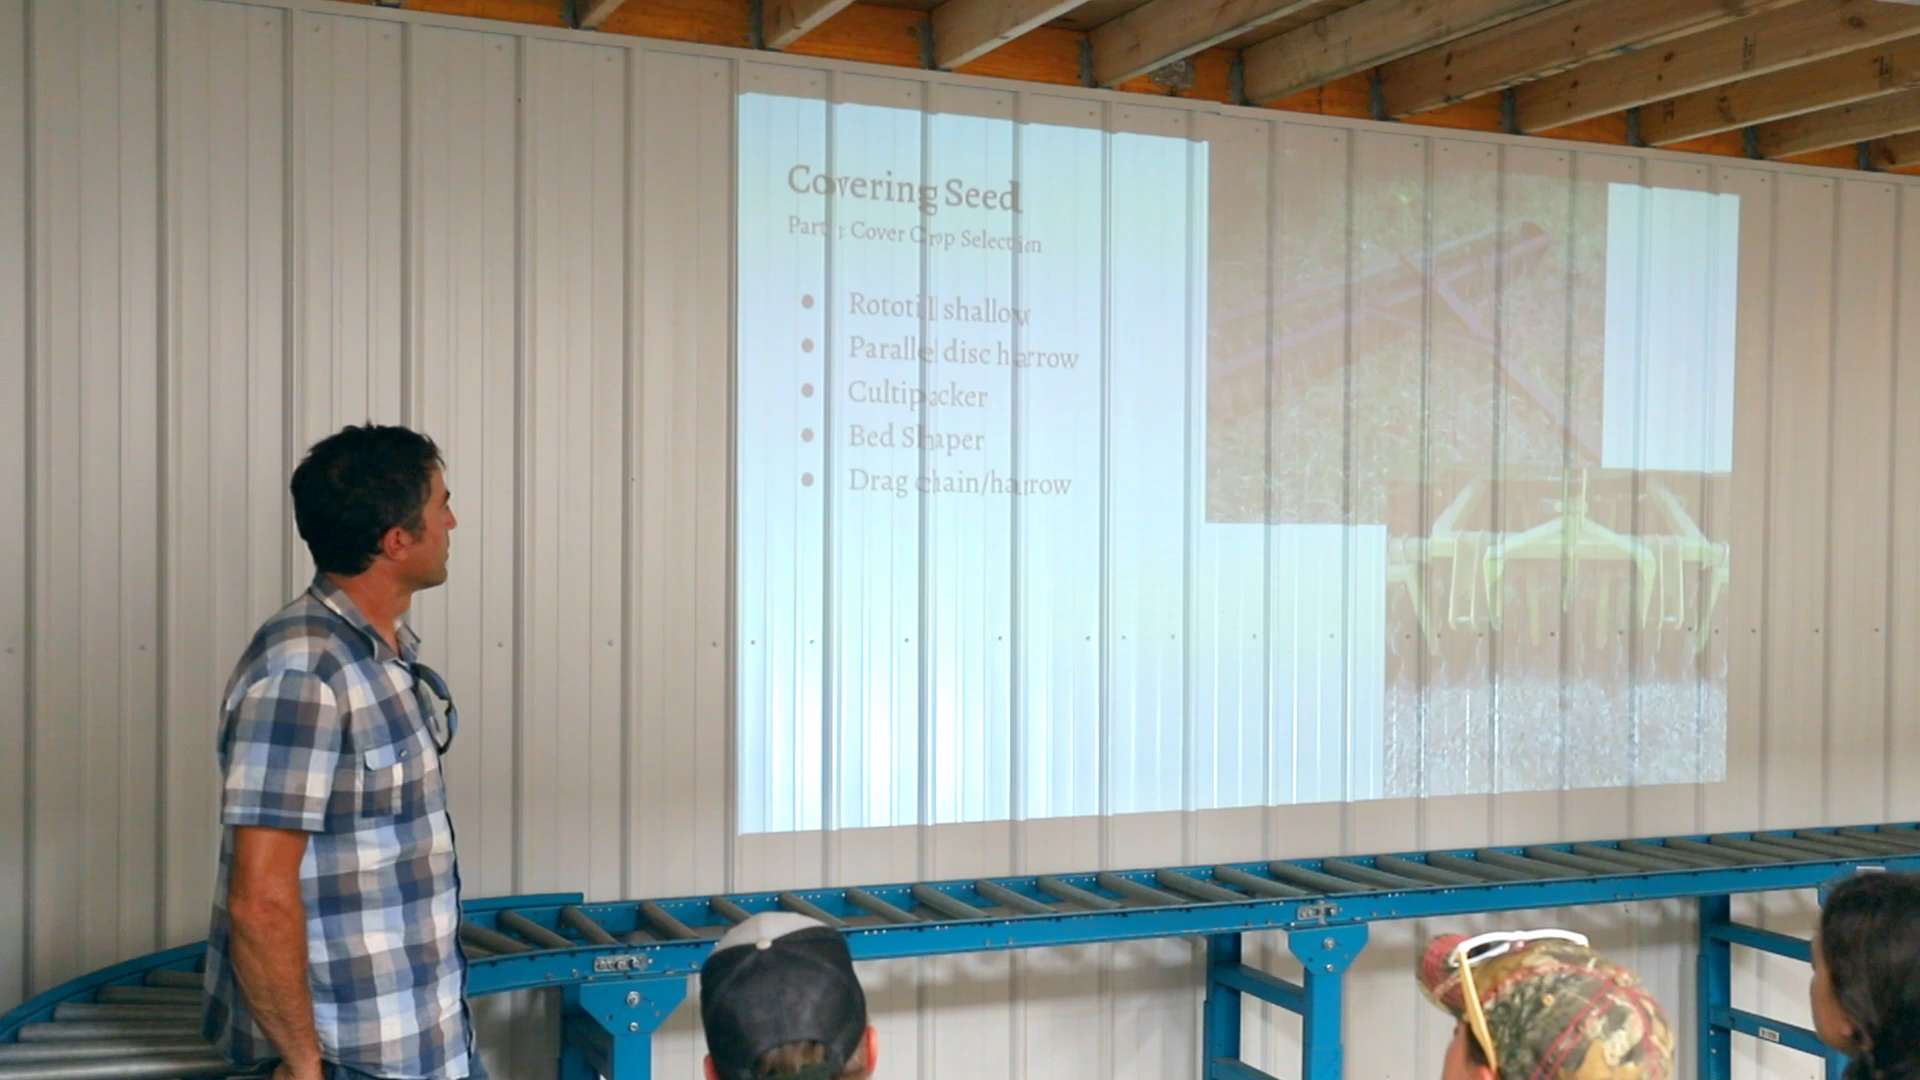 Covering Seed
Part : Cover Crop Selection
Rototill shallow
Parallel disc harrow
Cultipacker
Bed Shaper
Drag chain/harrow